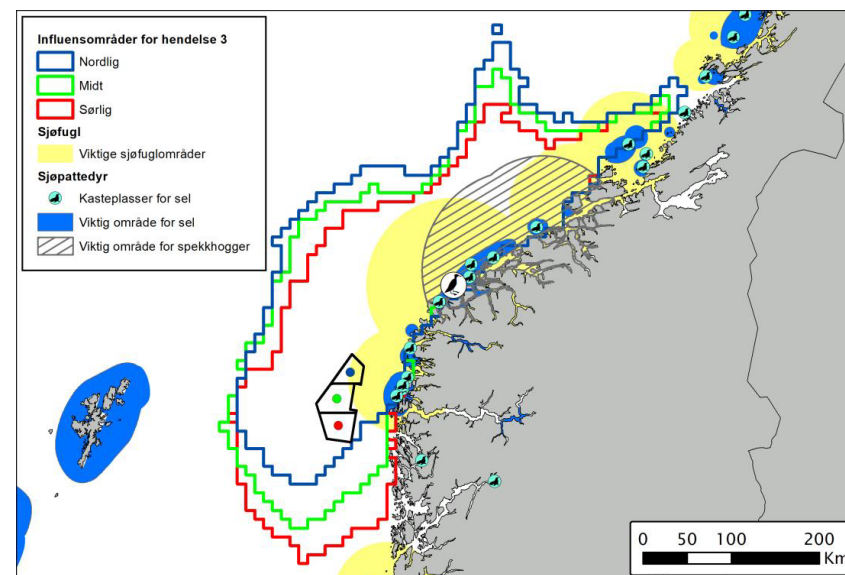 Influensområder for hendelse 3
Nordlig
Midt
Sørlig
Sjøfugl
Viktige sjøfuglområder
Sjøpattedyr
Kasteplasser for sel
Viktig område for sel
Viktig område for spekkhogger
0 50 100 200
Km